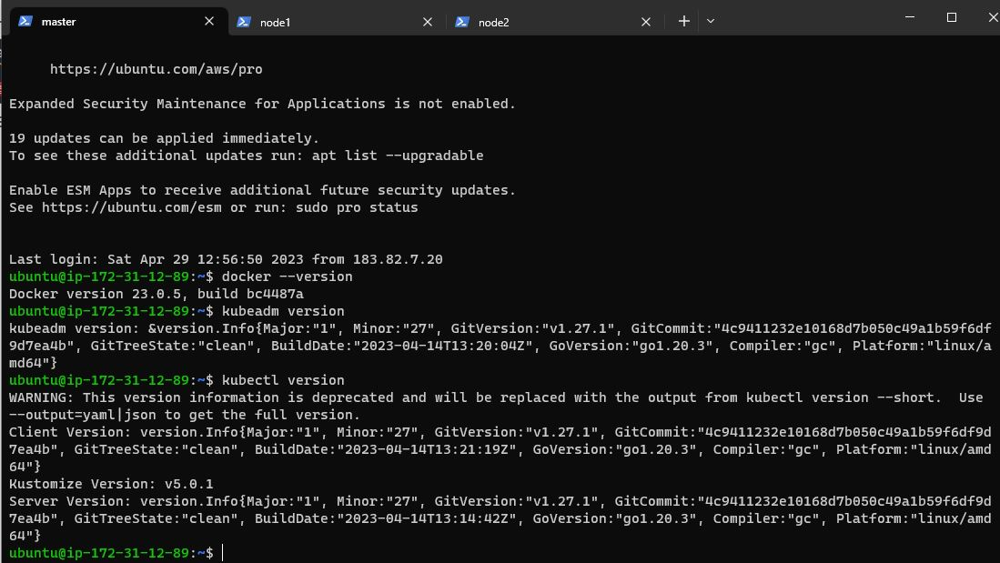 master
node1
node2
https://ubuntu.com/aws/pro
Expanded Security Maintenance for Applications is not enabled.
19 updates can be applied immediately.
To see these additional updates run: apt list --upgradable
Enable ESM Apps to receive additional future security updates.
See https://ubuntu.com/esm or run: sudo pro status
Last login: Sat Apr 29 12:56:50 2023 from 183.82.7.20
ubuntu@ip-172-31-12-89:~$ docker --version
Docker version 23.0.5, build bc4487a
ubuntu@ip-172-31-12-89:~$ kubeadm version
kubeadm version: &version.Info{Major:"1", Minor:"27", GitVersion:"v1.27.1", GitCommit:"4c9411232e10168d7b050c49a1b59f6df
9d7ea4b", GitTreeState:"clean", BuildDate:"2023-04-14T13:20:04Z", GoVersion:"go1.20.3", Compiler:"gc", Platform:"linux/a
md64"}
ubuntu@ip-172-31-12-89:~$ kubectl version
WARNING: This version information is deprecated and will be replaced with the output from kubectl version --short.  Use
--output=yaml|json to get the full version.
Client Version: version.Info{Major:"1", Minor:"27", GitVersion:"v1.27.1", GitCommit:"4c9411232e10168d7b050c49a1b59f6df9d
7ea4b", GitTreeState:"clean", BuildDate:"2023-04-14T13:21:19Z", GoVersion:"go1.20.3", Compiler:"gc", Platform:"linux/amd
64"}
Kustomize Version: v5.0.1
Server Version: version.Info{Major:"1", Minor:"27", GitVersion:"v1.27.1", GitCommit:"4c9411232e10168d7b050c49a1b59f6df9d
7ea4b", GitTreeState:"clean", BuildDate:"2023-04-14T13:14:42Z", GoVersion:"go1.20.3", Compiler:"gc", Platform:"linux/amd
64"}
ubuntu@ip-172-31-12-89:~$